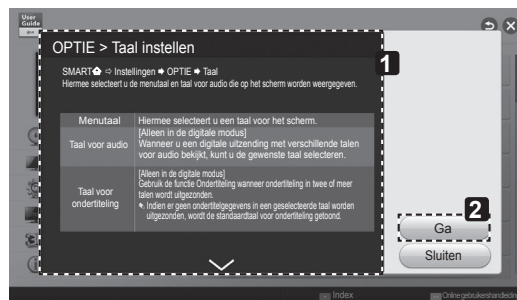 User
Guide
OPTIE > Taal instellen
SMART ⇨ Instellingen ➡ OPTIE ➡ Taal
Hiermee selecteert u de menutaal en taal voor audio die op het scherm worden weergegeven.
1
Menutaal Hiermee selecteert u een taal voor het scherm.
Taal voor audio
[Alleen in de digitale modus]
Wanneer u een digitale uitzending met verschillende talen
voor audio bekijkt, kunt u de gewenste taal selecteren.
Taal voor
ondertiteling
[Alleen in de digitale modus]
Gebruik de functie Ondertiteling wanneer ondertiteling in twee of meer
talen wordt uitgezonden.
Indien er geen ondertitelgegevens in een geselecteerde taal worden
uitgezonden, wordt de standaardtaal voor ondertiteling getoond.
2
Ga
Sluiten
Index
Online gebruikershandleiding